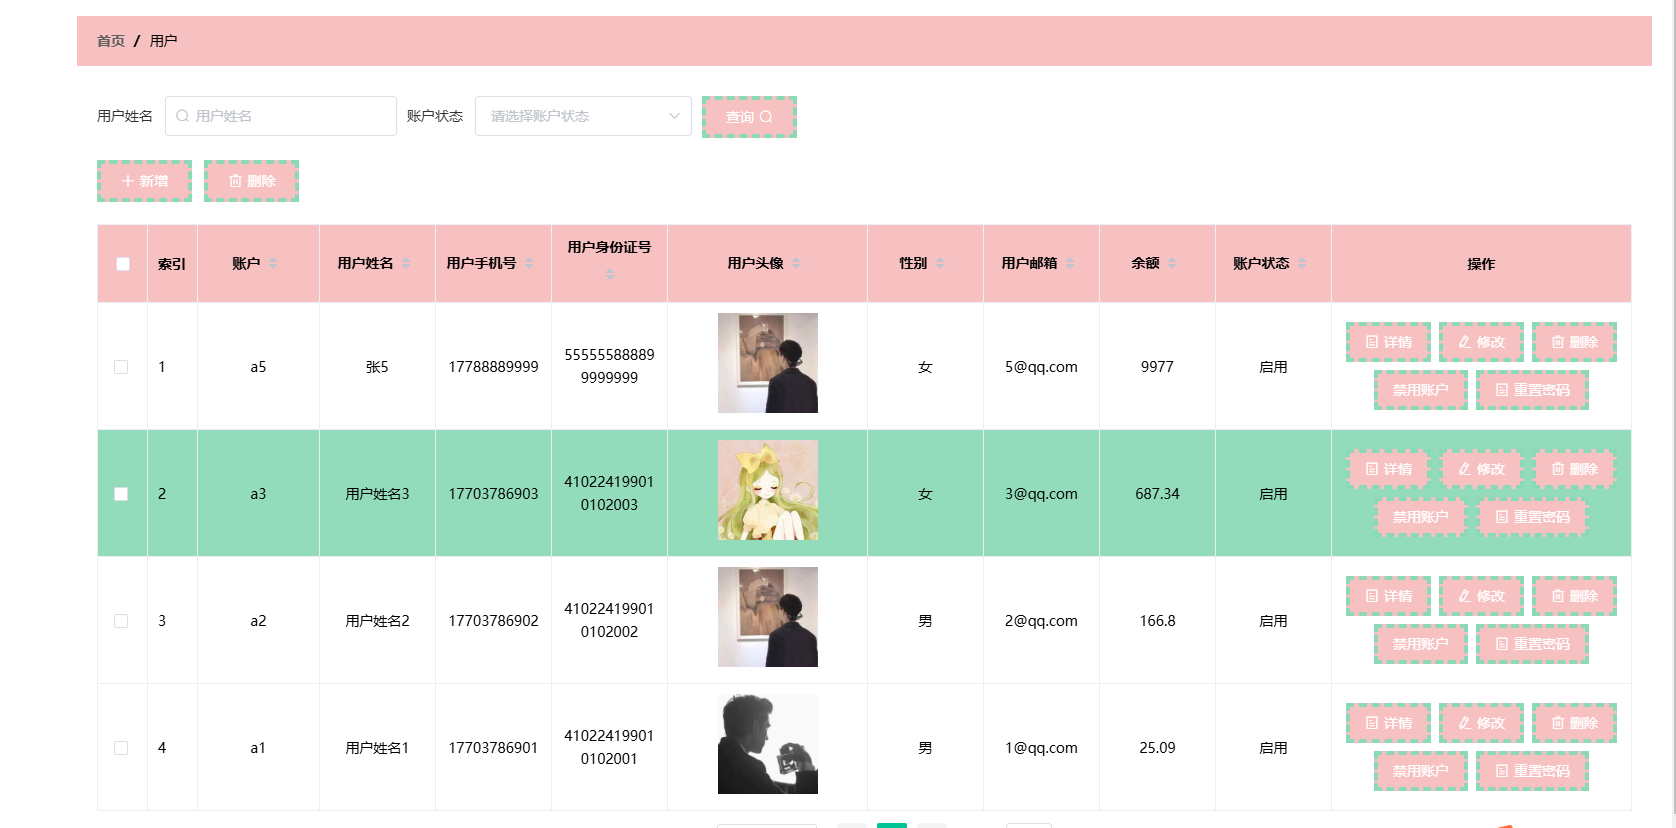 首页 / 用户
用户姓名 用户姓名 账户状态 请选择账户状态 查询
新增 删除
索引 账户 用户姓名 用户手机号 用户身份证号 用户头像 性别 用户邮箱 余额 账户状态 操作
1 a5 张5 17788889999 55555588889 女 5@qq.com 9977 启用 详情 修改 删除
9999999 禁用账户 重置密码
2 a3 用户姓名3 17703786903 41022419901 女 3@qq.com 687.34 启用 详情 修改 删除
0102003 禁用账户 重置密码
3 a2 用户姓名2 17703786902 41022419901 男 2@qq.com 166.8 启用 详情 修改 删除
0102002 禁用账户 重置密码
4 a1 用户姓名1 17703786901 41022419901 男 1@qq.com 25.09 启用 详情 修改 删除
0102001 禁用账户 重置密码